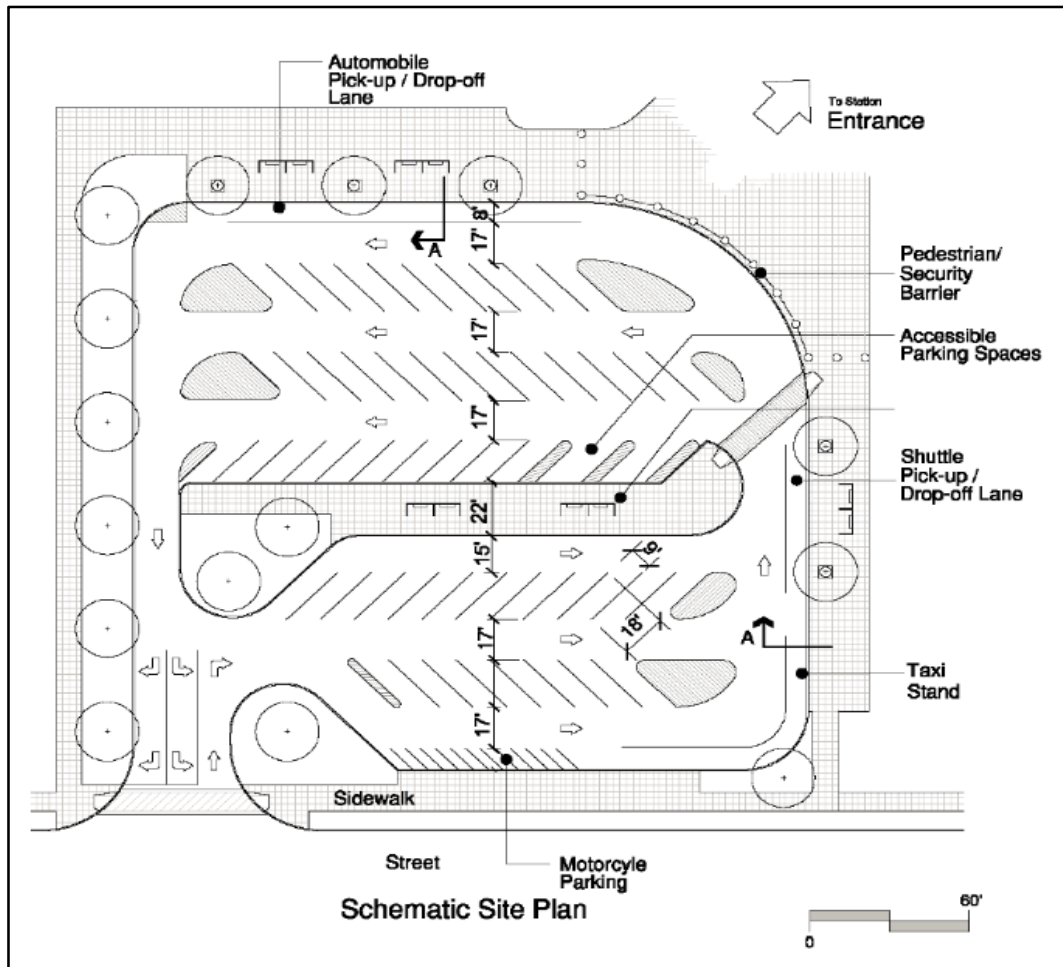 Automobile
Pick-up / Drop-off
Lane
To Station
Entrance
8'
A
17'
Pedestrian/
Security
Barrier
17'
Accessible
Parking Spaces
17'
Shuttle
Pick-up /
Drop-off Lane
22'
15'
9'
18'
17'
A
Taxi
Stand
17'
Sidewalk
Street
Motorcyle
Parking
Schematic Site Plan
60'
0